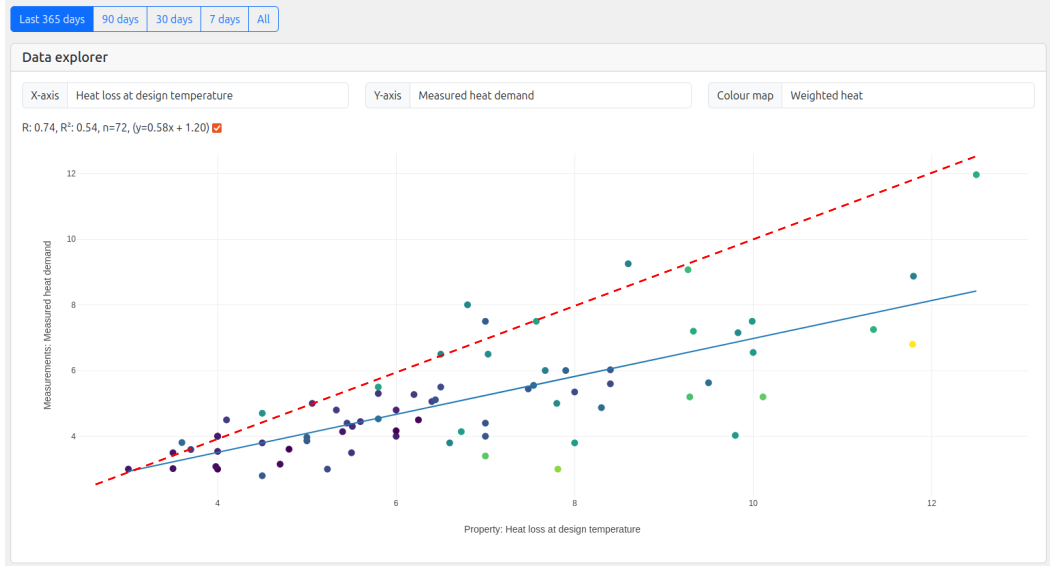 Last 365 days 90 days 30 days 7 days All
Data explorer
X-axis Heat loss at design temperature Y-axis Measured heat demand Colour map Weighted heat
R: 0.74, R²: 0.54, n=72, (y=0.58x + 1.20)
12
10
8
6
4
Measurements: Measured heat demand
4 6 8 10 12
Property: Heat loss at design temperature